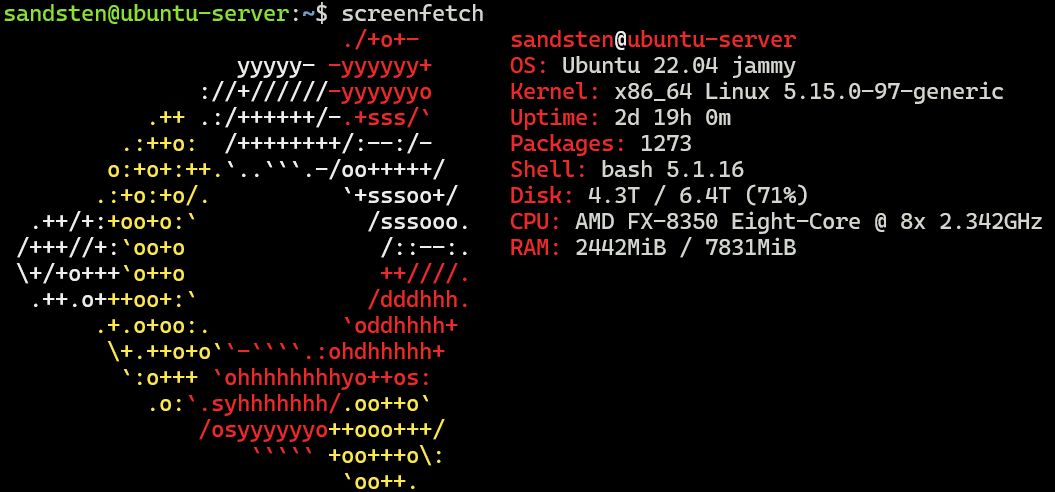 sandsten@ubuntu-server:~$ screenfetch
                          ./+o+-       sandsten@ubuntu-server
                  yyyyy- -yyyyyy+      OS: Ubuntu 22.04 jammy
               ://+//////-yyyyyyo      Kernel: x86_64 Linux 5.15.0-97-generic
           .++ .:/++++++/-.+sss/`      Uptime: 2d 19h 0m
         .:++o:  /++++++++/:--:/-      Packages: 1273
        o:+o+:++.`..```.-/oo+++++/     Shell: bash 5.1.16
       .:+o:+o/.          `+sssoo+/    Disk: 4.3T / 6.4T (71%)
  .++/+:+oo+o:`             /sssooo.   CPU: AMD FX-8350 Eight-Core @ 8x 2.342GHz
 /+++//+:`oo+o               /::--:.   RAM: 2442MiB / 7831MiB
 \+/+o+++`o++o               ++////.
  .++.o+++oo+:`             /dddhhh.
       .+.o+oo:.          `oddhhhh+
        \+.++o+o``-````.:ohdhhhhh+
         `:o+++ `ohhhhhhhhyo++os:
           .o:`.syhhhhhhh/.oo++o`
               /osyyyyyyo++ooo+++/
                   ````` +oo+++o\:
                          `oo++.